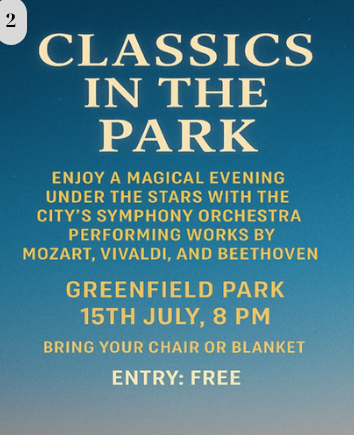 2
CLASSICS
IN THE
PARK
ENJOY A MAGICAL EVENING
UNDER THE STARS WITH THE
CITY'S SYMPHONY ORCHESTRA
PERFORMING WORKS BY
MOZART, VIVALDI, AND BEETHOVEN
GREENFIELD PARK
15TH JULY, 8 PM
BRING YOUR CHAIR OR BLANKET
ENTRY: FREE